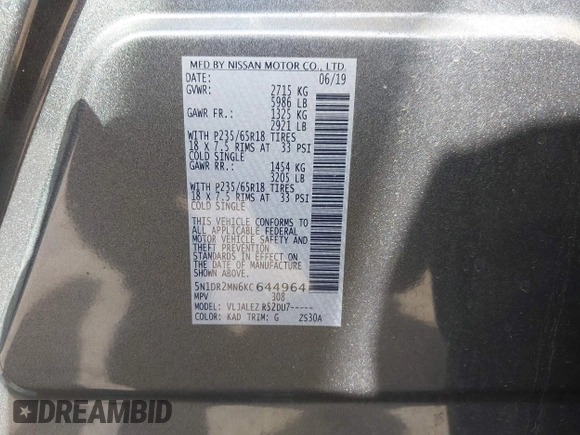 MFD BY NISSAN MOTOR CO., LTD.
DATE: 06/19
GVWR: 2715 KG
5986 LB
GAWR FR.: 1325 KG
2921 LB
WITH P235/65R18 TIRES
18 X 7.5 RIMS AT 33 PSI
COLD SINGLE
GAWR RR.: 1454 KG
3205 LB
WITH P235/65R18 TIRES
18 X 7.5 RIMS AT 33 PSI
COLD SINGLE
THIS VEHICLE CONFORMS TO
ALL APPLICABLE FEDERAL
MOTOR VEHICLE SAFETY AND
THEFT PREVENTION
STANDARDS IN EFFECT ON
THE DATE OF MANUFACTURE
SHOWN ABOVE.
5N1DR2MN6KC644964
MPV 308
MODEL: VLJALEZ R52DU7-----
COLOR: KAD TRIM: G 2S30A
DREAMBID